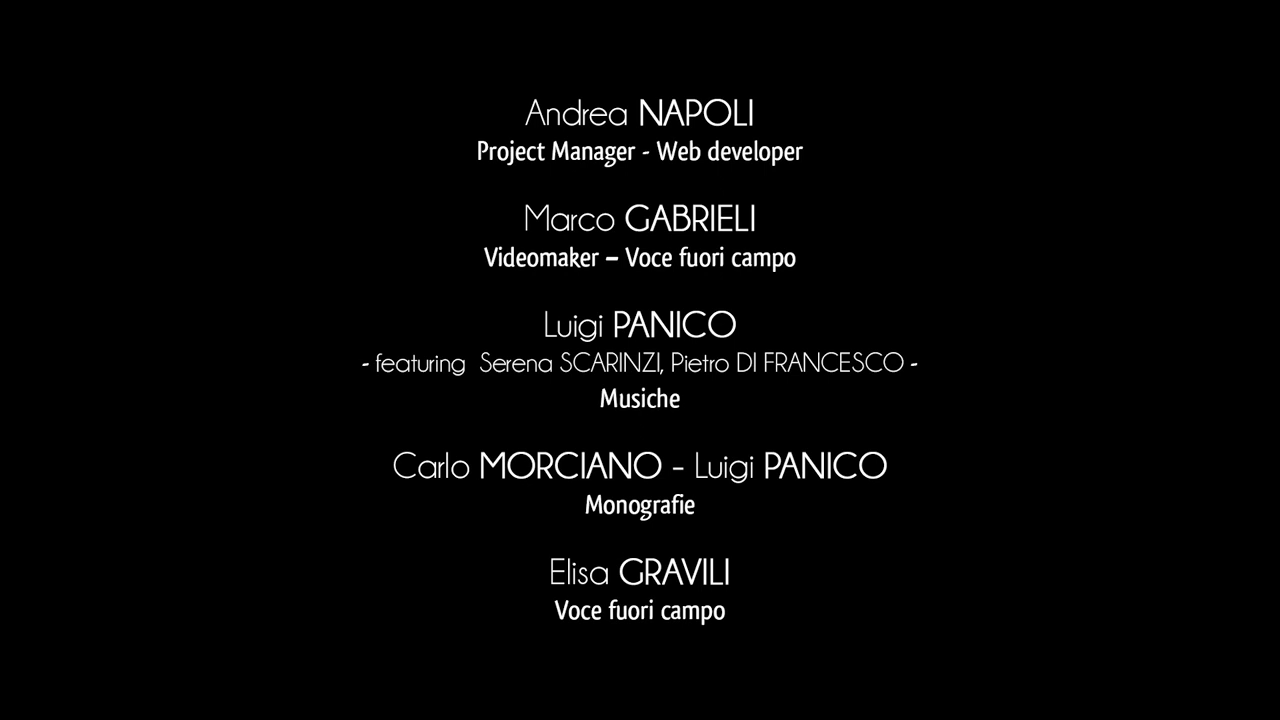 Andrea NAPOLI
Project Manager - Web developer
Marco GABRIELI
Videomaker – Voce fuori campo
Luigi PANICO
- featuring  Serena SCARINZI, Pietro DI FRANCESCO -
Musiche
Carlo MORCIANO - Luigi PANICO
Monografie
Elisa GRAVILI
Voce fuori campo